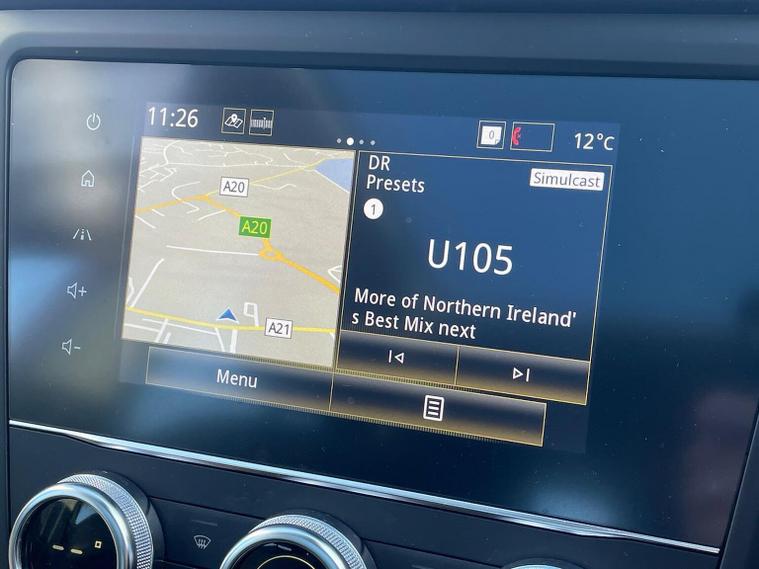 11:26
0
12°C
A20
A20
A21
DR
Presets
Simulcast
1
U105
More of Northern Ireland'
s Best Mix next
Menu